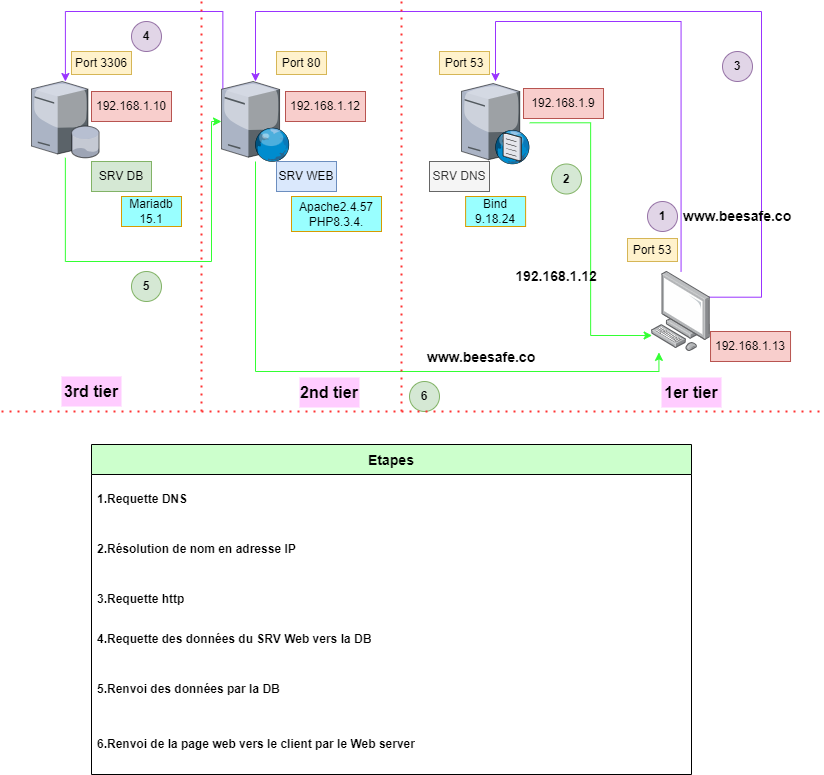 4
Port 3306
Port 80
Port 53
3
192.168.1.10
192.168.1.12
192.168.1.9
SRV DB
SRV WEB
SRV DNS
2
Mariadb
15.1
Apache2.4.57
PHP8.3.4.
Bind
9.18.24
1
www.beesafe.co
Port 53
192.168.1.12
5
192.168.1.13
www.beesafe.co
3rd tier
2nd tier
6
1er tier
Etapes
1.Requette DNS
2.Résolution de nom en adresse IP
3.Requette http
4.Requette des données du SRV Web vers la DB
5.Renvoi des données par la DB
6.Renvoi de la page web vers le client par le Web server